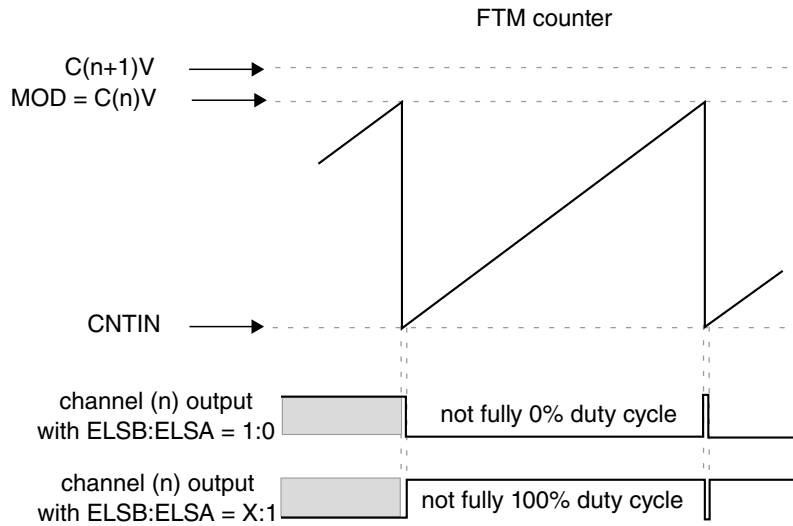 FTM counter
C(n+1)V
MOD = C(n)V
CNTIN
channel (n) output
with ELSB:ELSA = 1:0
not fully 0% duty cycle
channel (n) output
with ELSB:ELSA = X:1
not fully 100% duty cycle